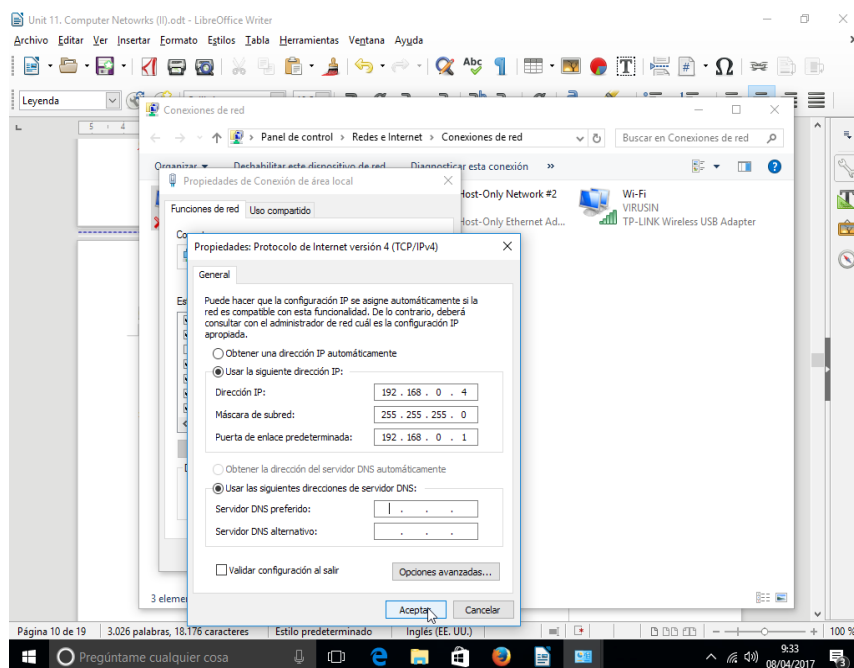 Unit 11. Computer Netowrks (II).odt - LibreOffice Writer
Archivo Editar Ver Insertar Formato Estilos Tabla Herramientas Ventana Ayuda
Leyenda
5 4
Conexiones de red
Panel de control > Redes e Internet > Conexiones de red
Buscar en Conexiones de red
Organizar Deshabilitar este dispositivo de red Diagnosticar esta conexión »
Propiedades de Conexión de área local
Host-Only Network #2
Host-Only Ethernet Ad...
Wi-Fi
VIRUSIN
TP-LINK Wireless USB Adapter
Funciones de red Uso compartido
Propiedades: Protocolo de Internet versión 4 (TCP/IPv4)
General
Puede hacer que la configuración IP se asigne automáticamente si la
red es compatible con esta funcionalidad. De lo contrario, deberá
consultar con el administrador de red cuál es la configuración IP
apropiada.
Obtener una dirección IP automáticamente
Usar la siguiente dirección IP:
Dirección IP: 192 . 168 . 0 . 4
Máscara de subred: 255 . 255 . 255 . 0
Puerta de enlace predeterminada: 192 . 168 . 0 . 1
Obtener la dirección del servidor DNS automáticamente
Usar las siguientes direcciones de servidor DNS:
Servidor DNS preferido: . . .
Servidor DNS alternativo: . . .
Validar configuración al salir
Opciones avanzadas...
Aceptar Cancelar
3 eleme
Página 10 de 19 3.026 palabras, 18.176 caracteres Estilo predeterminado Inglés (EE. UU.) 100 %
Pregúntame cualquier cosa
9:33
08/04/2017